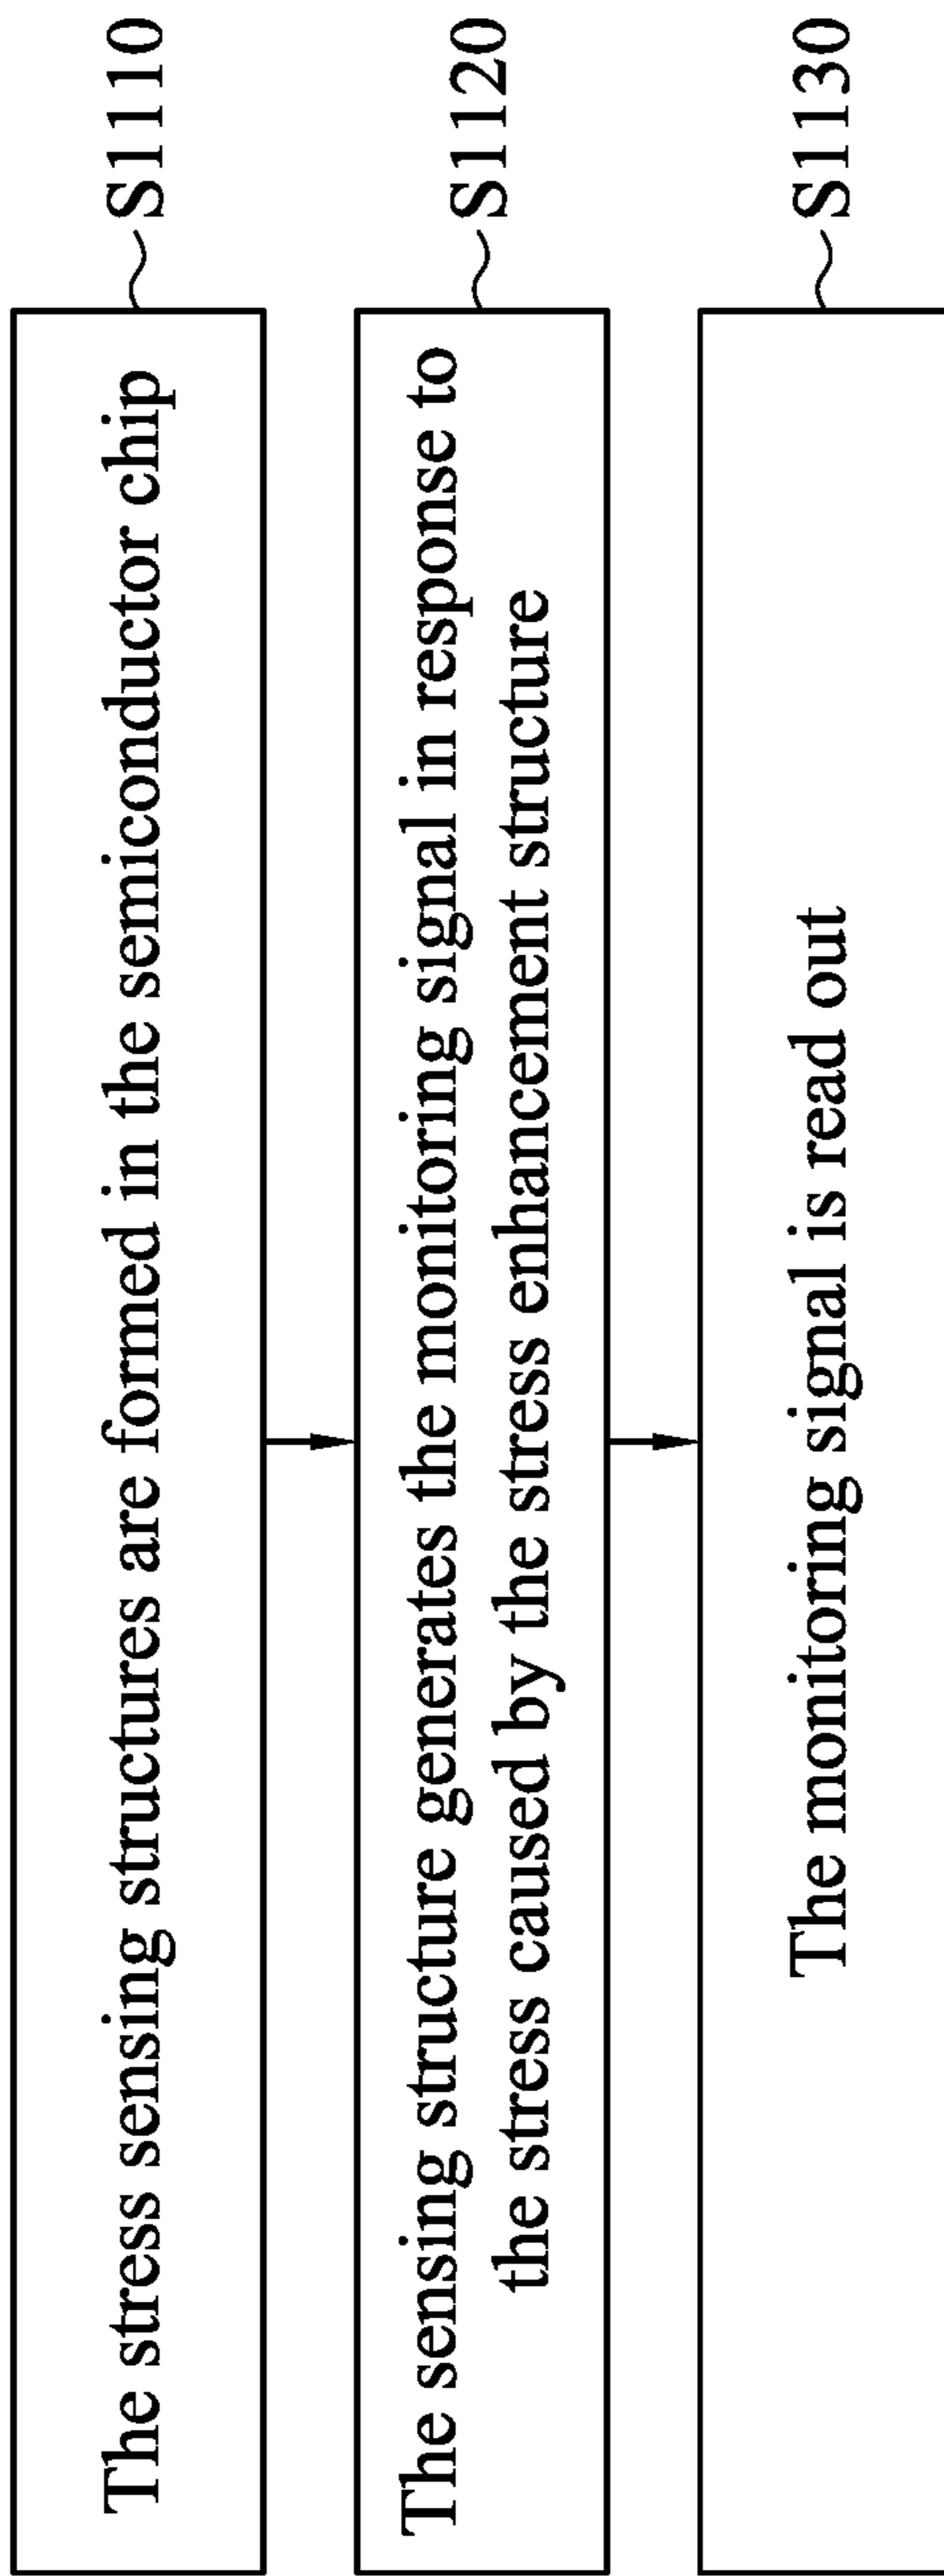 The stress sensing structures are formed in the semiconductor chip
S1110
The sensing structure generates the monitoring signal in response to
the stress caused by the stress enhancement structure
S1120
The monitoring signal is read out
S1130